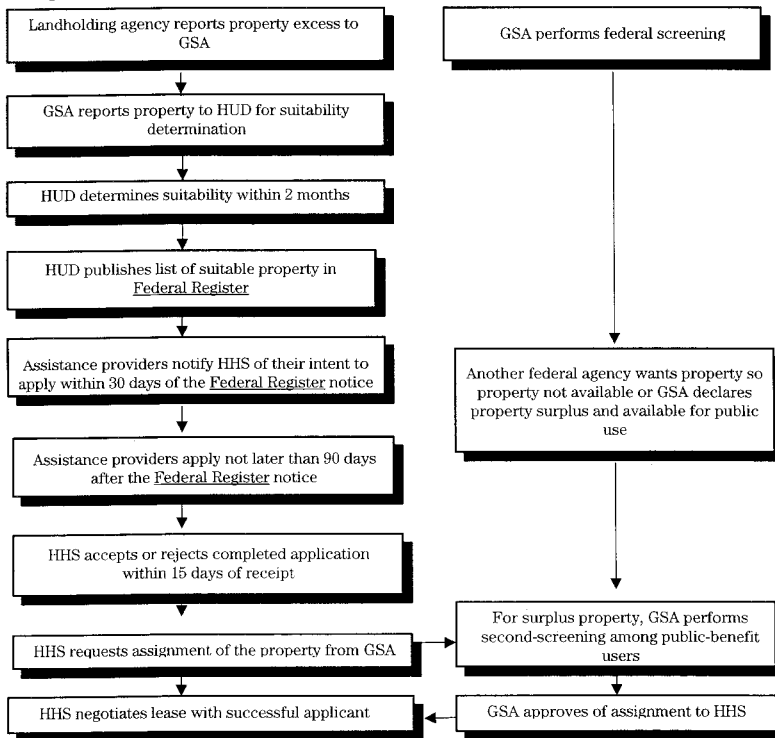 Landholding agency reports property excess to
GSA
GSA reports property to HUD for suitability
determination
HUD determines suitability within 2 months
HUD publishes list of suitable property in
Federal Register
Assistance providers notify HHS of their intent to
apply within 30 days of the Federal Register notice
Assistance providers apply not later than 90 days
after the Federal Register notice
HHS accepts or rejects completed application
within 15 days of receipt
HHS requests assignment of the property from GSA
HHS negotiates lease with successful applicant
GSA performs federal screening
Another federal agency wants property so
property not available or GSA declares
property surplus and available for public
use
For surplus property, GSA performs
second-screening among public-benefit
users
GSA approves of assignment to HHS